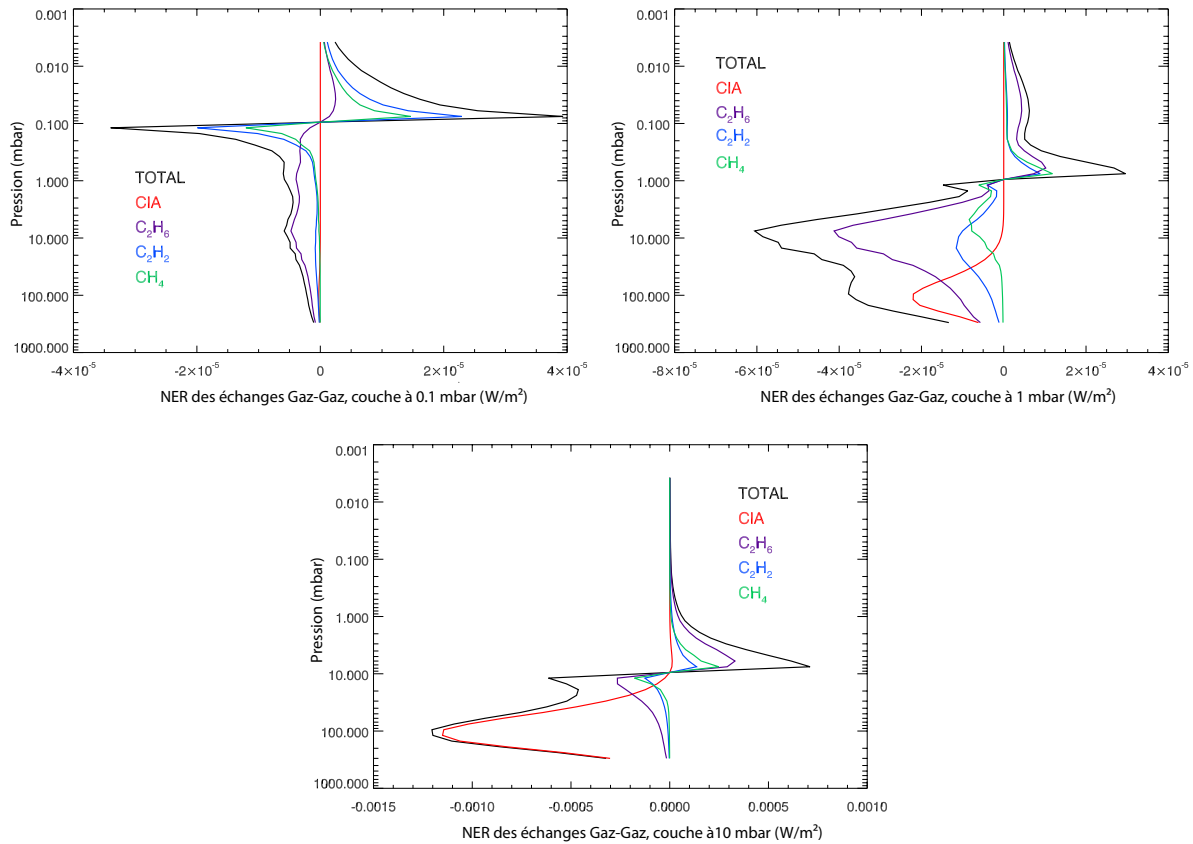 0.001
0.010
0.100
1.000
10.000
100.000
1000.000
Pression (mbar)
TOTAL
CIA
C₂H₆
C₂H₂
CH₄
-4×10⁻⁵
-2×10⁻⁵
0
2×10⁻⁵
4×10⁻⁵
NER des échanges Gaz-Gaz, couche à 0.1 mbar (W/m²)
0.001
0.010
0.100
1.000
10.000
100.000
1000.000
Pression (mbar)
TOTAL
CIA
C₂H₆
C₂H₂
CH₄
-8×10⁻⁵
-6×10⁻⁵
-4×10⁻⁵
-2×10⁻⁵
0
2×10⁻⁵
4×10⁻⁵
NER des échanges Gaz-Gaz, couche à 1 mbar (W/m²)
0.001
0.010
0.100
1.000
10.000
100.000
1000.000
Pression (mbar)
TOTAL
CIA
C₂H₆
C₂H₂
CH₄
-0.0015
-0.0010
-0.0005
0.0000
0.0005
0.0010
NER des échanges Gaz-Gaz, couche à10 mbar (W/m²)